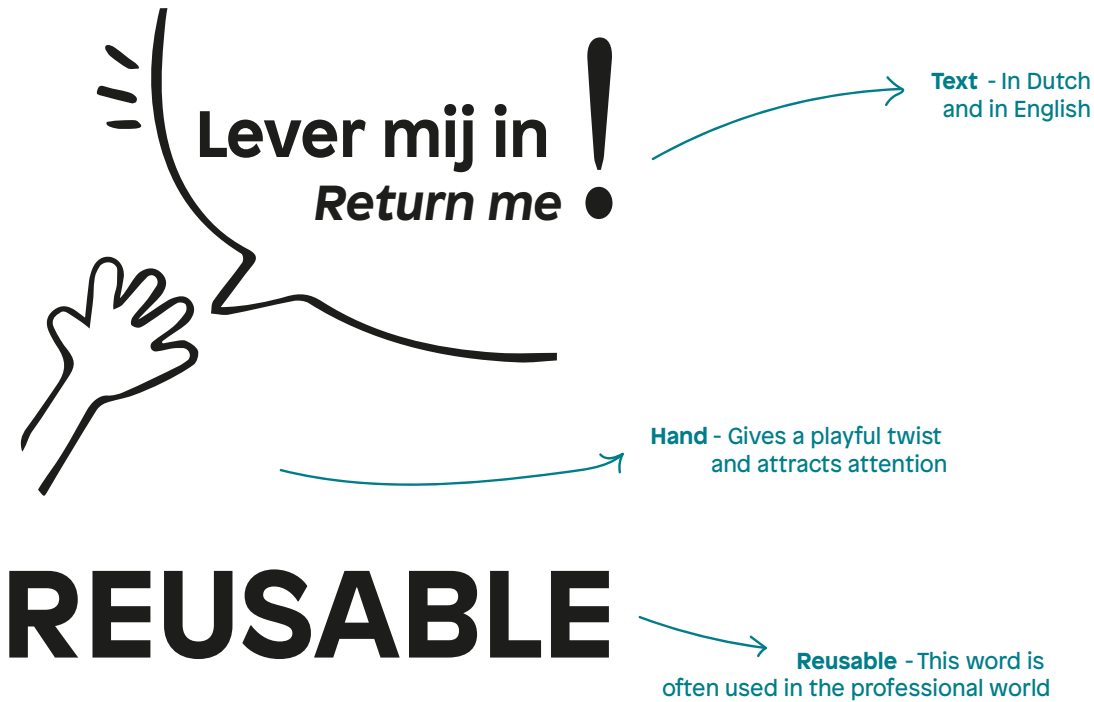 Lever mij in !
Return me
Text - In Dutch
and in English
Hand - Gives a playful twist
and attracts attention
REUSABLE
Reusable - This word is
often used in the professional world